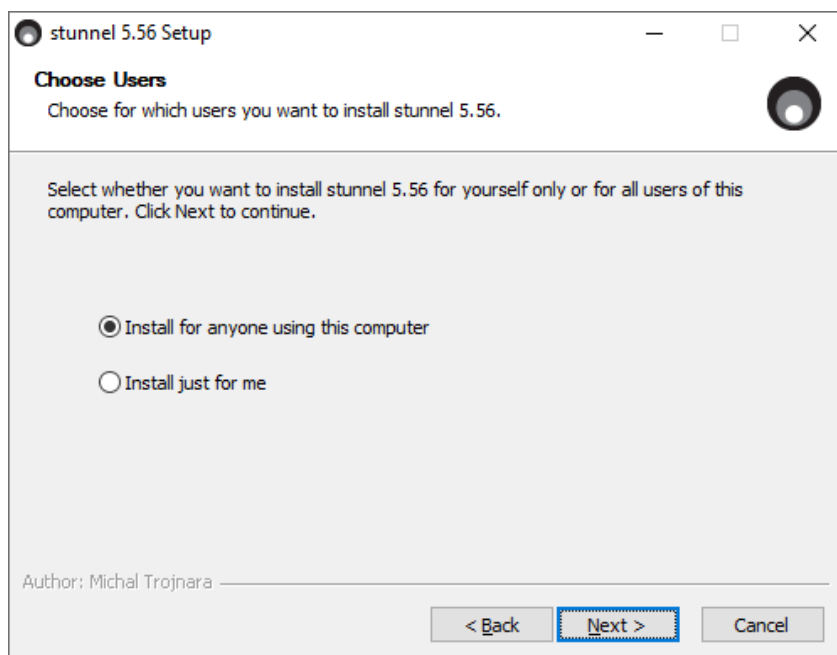 stunnel 5.56 Setup
Choose Users
Choose for which users you want to install stunnel 5.56.
Select whether you want to install stunnel 5.56 for yourself only or for all users of this
computer. Click Next to continue.
Install for anyone using this computer
Install just for me
Author: Michal Trojnara
< Back
Next >
Cancel